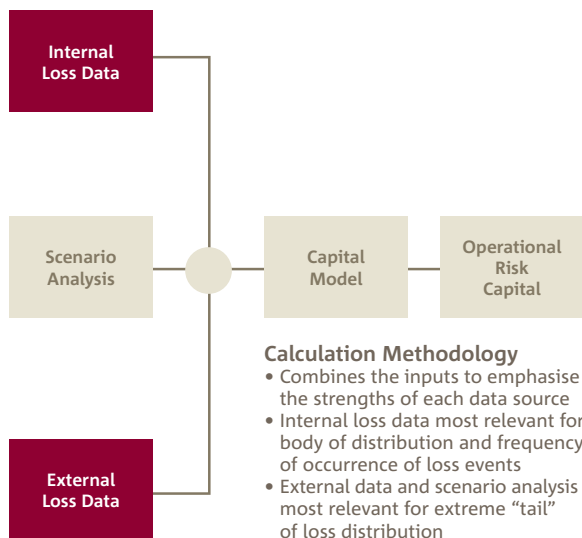 Internal
Loss Data
Scenario
Analysis
Capital
Model
Operational
Risk
Capital
External
Loss Data
Calculation Methodology
• Combines the inputs to emphasise
the strengths of each data source
• Internal loss data most relevant for
body of distribution and frequency
of occurrence of loss events
• External data and scenario analysis
most relevant for extreme “tail”
of loss distribution